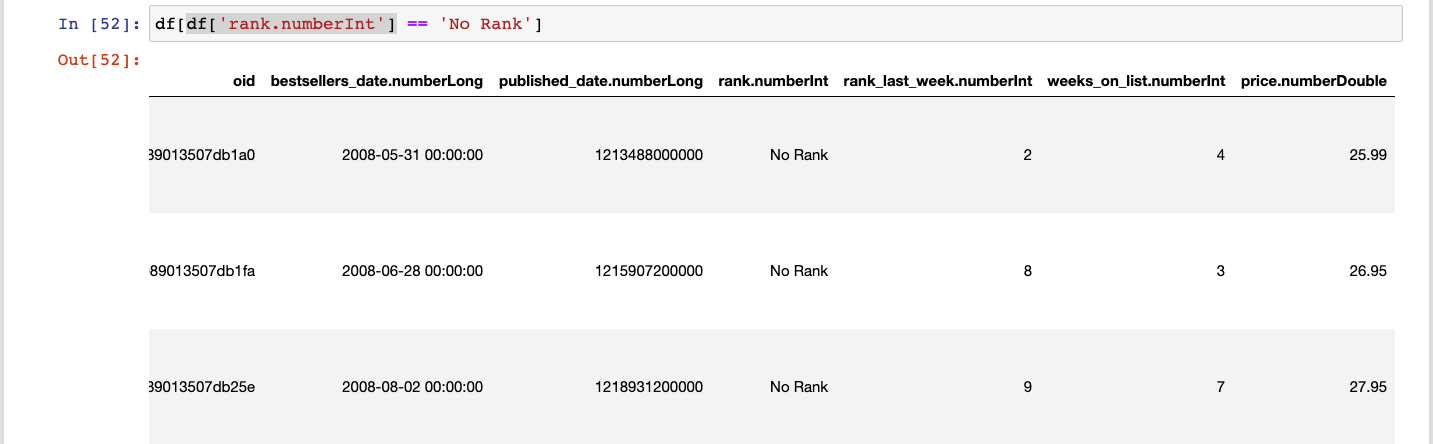 In [52]: df[df['rank.numberInt'] == 'No Rank']
Out[52]:
oid bestsellers_date.numberLong published_date.numberLong rank.numberInt rank_last_week.numberInt weeks_on_list.numberInt price.numberDouble
39013507db1a0 2008-05-31 00:00:00 1213488000000 No Rank 2 4 25.99
89013507db1fa 2008-06-28 00:00:00 1215907200000 No Rank 8 3 26.95
39013507db25e 2008-08-02 00:00:00 1218931200000 No Rank 9 7 27.95